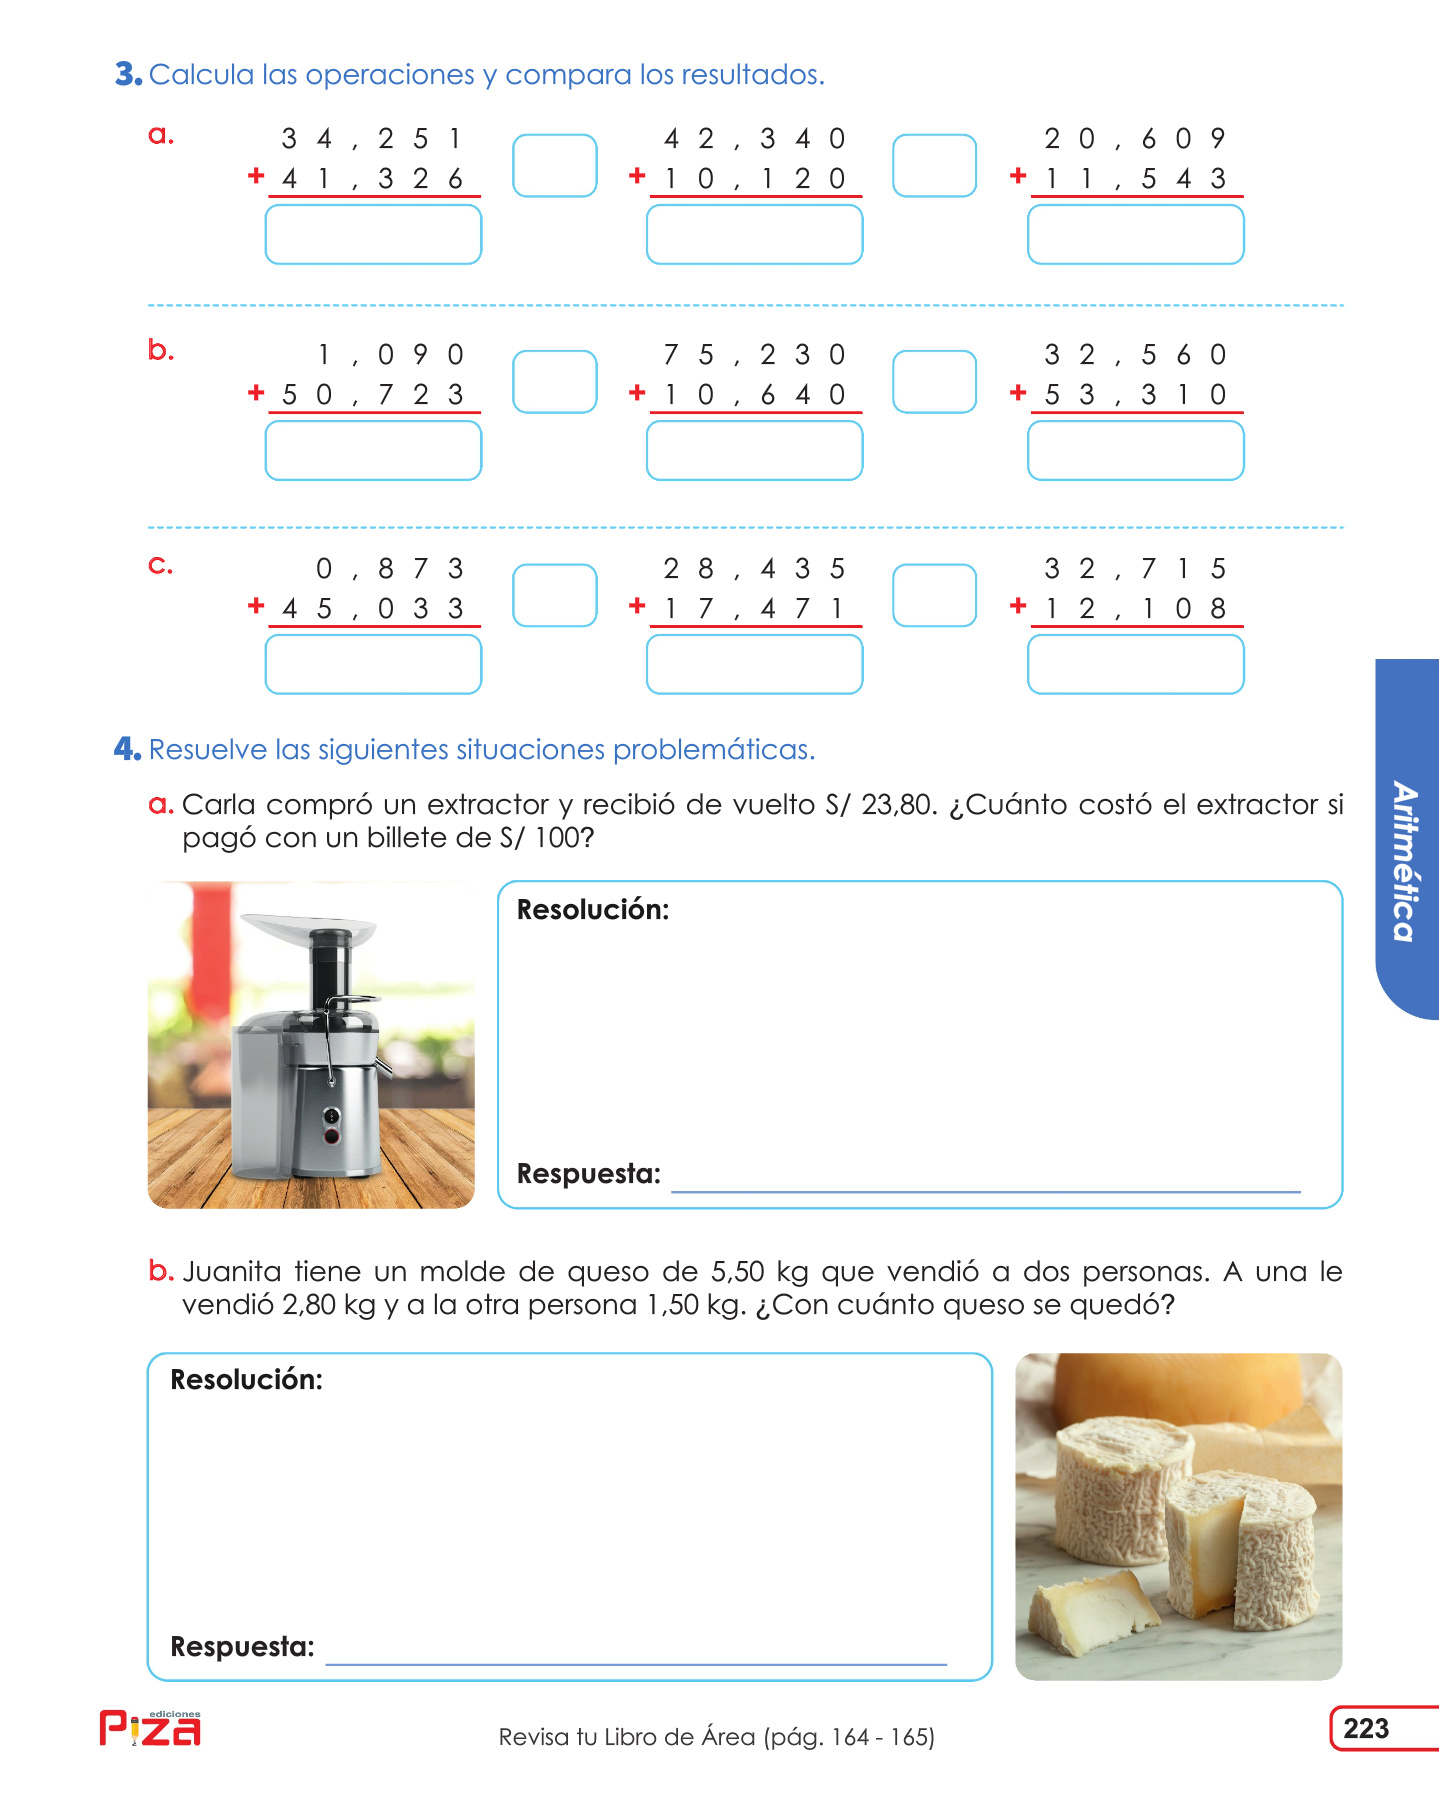 3. Calcula las operaciones y compara los resultados.
a.
34,251
+ 41,326
42,340
+ 10,120
20,609
+ 11,543
b.
1,090
+ 50,723
75,230
+ 10,640
32,560
+ 53,310
c.
0,873
+ 45,033
28,435
+ 17,471
32,715
+ 12,108
4. Resuelve las siguientes situaciones problemáticas.
a. Carla compró un extractor y recibió de vuelto S/ 23,80. ¿Cuánto costó el extractor si
pagó con un billete de S/ 100?
Resolución:
Respuesta:
b. Juanita tiene un molde de queso de 5,50 kg que vendió a dos personas. A una le
vendió 2,80 kg y a la otra persona 1,50 kg. ¿Con cuánto queso se quedó?
Resolución:
Respuesta:
Aritmética
ediciones
Piza
Revisa tu Libro de Área (pág. 164 - 165)
223